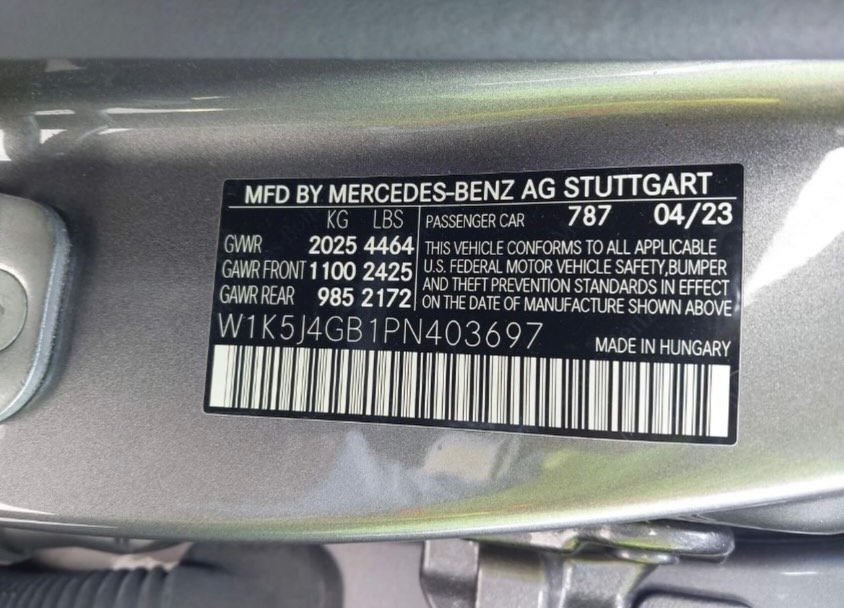 MFD BY MERCEDES-BENZ AG STUTTGART
KG LBS PASSENGER CAR 787 04/23
GVWR 2025 4464 THIS VEHICLE CONFORMS TO ALL APPLICABLE
GAWR FRONT 1100 2425 U.S. FEDERAL MOTOR VEHICLE SAFETY,BUMPER
GAWR REAR 985 2172 AND THEFT PREVENTION STANDARDS IN EFFECT
ON THE DATE OF MANUFACTURE SHOWN ABOVE
W1K5J4GB1PN403697 MADE IN HUNGARY